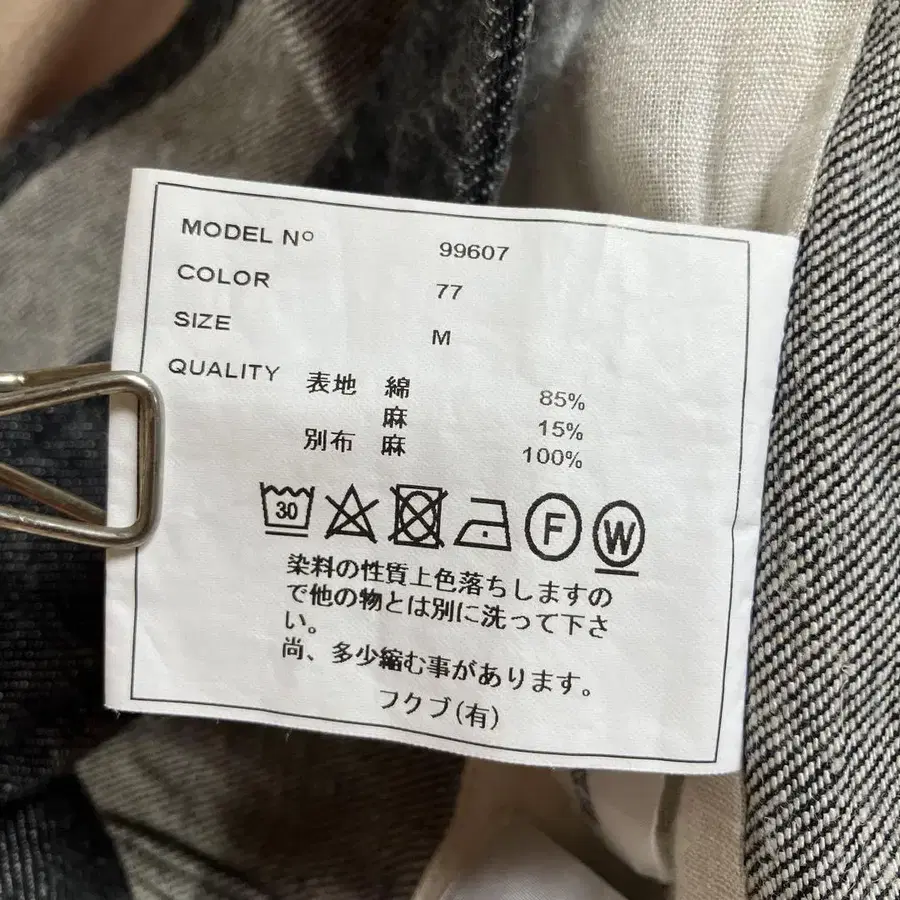 MODEL Nº 99607
COLOR 77
SIZE M
QUALITY 表地 綿 85%
麻 15%
別布 麻 100%
30 F W
染料の性質上色落ちしますの
で他の物とは別に洗って下さ
い。
尚、多少縮む事があります。
フクブ(有)